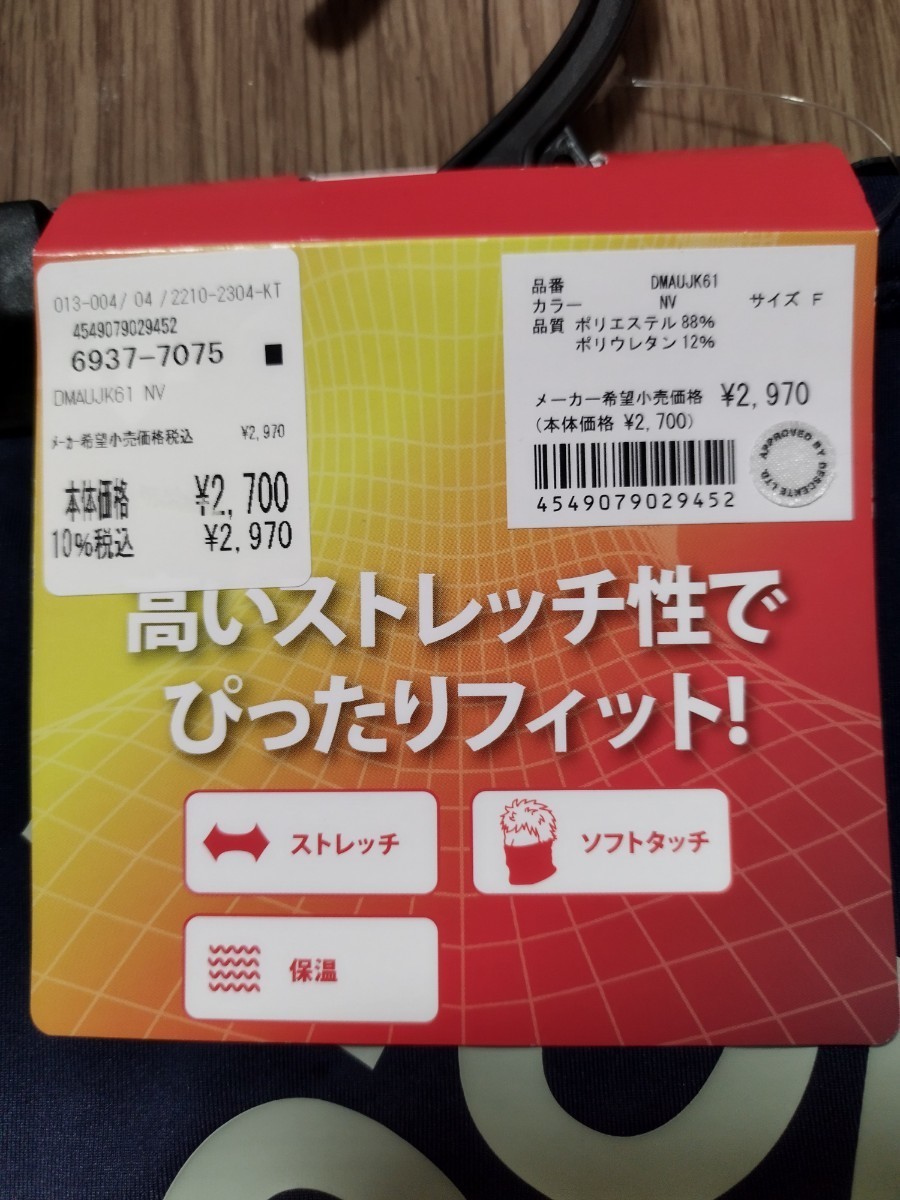 013-004/ 04 /2210-2304-KT
4549079029452
6937-7075 ■
DMAUJK61 NV
メーカー希望小売価格税込 ¥2,970
本体価格 ¥2,700
10%税込 ¥2,970
品番 DMAUJK61
カラー NV サイズ F
品質 ポリエステル 88%
ポリウレタン 12%
メーカー希望小売価格 ¥2,970
(本体価格 ¥2,700)
4549079029452
APPROVED BY DESCENTE LTD.
高いストレッチ性で
ぴったりフィット!
ストレッチ
ソフトタッチ
保温